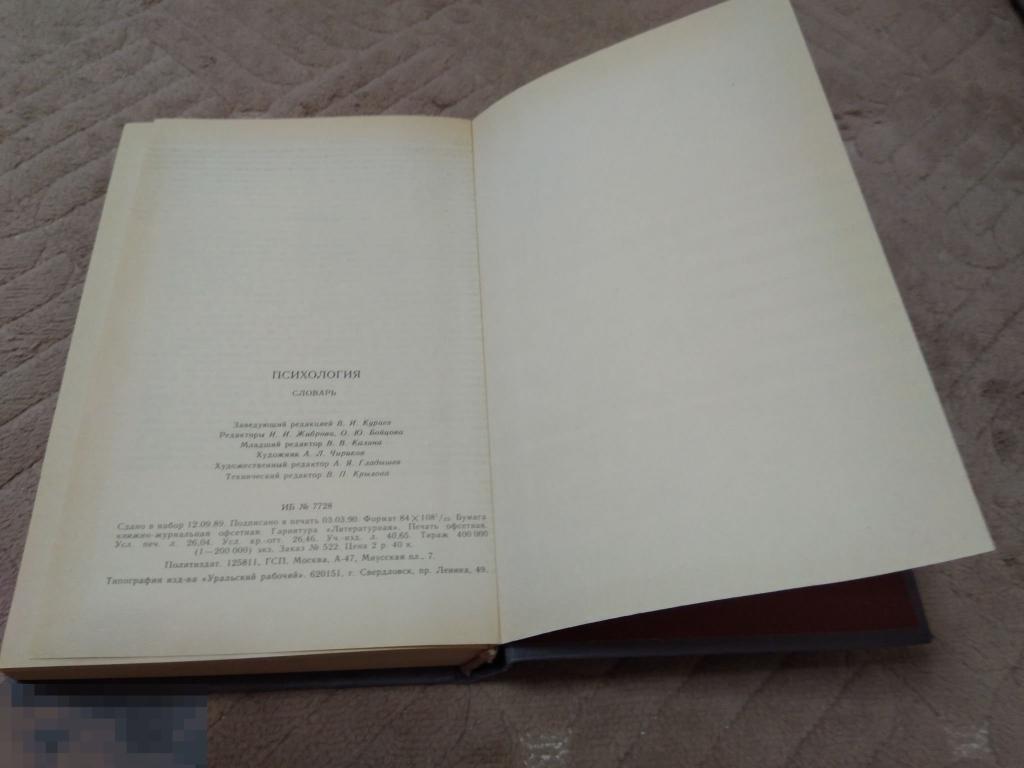 ПСИХОЛОГИЯ
СЛОВАРЬ
Заведующий редакцией В. И. Курцев
Редакторы И. И. Жиброва, О. Ю. Бойцова
Младший редактор В. В. Казина
Художник А. Л. Чириков
Художественный редактор А. Я. Гладышев
Технический редактор В. П. Крылова
ИБ № 7728
Сдано в набор 12.09.89. Подписано в печать 03.03.90. Формат 84×108¹/₃₂. Бумага
книжно-журнальная офсетная. Гарнитура «Литературная». Печать офсетная.
Усл. печ. л. 26,04. Усл. кр.-отт. 26,46. Уч.-изд. л. 40,65. Тираж 400 000
(1—200 000) экз. Заказ № 522. Цена 2 р. 40 к.
Политиздат. 125811, ГСП, Москва, А-47, Миусская пл., 7.
Типография изд-ва «Уральский рабочий». 620151, г. Свердловск, пр. Ленина, 49.